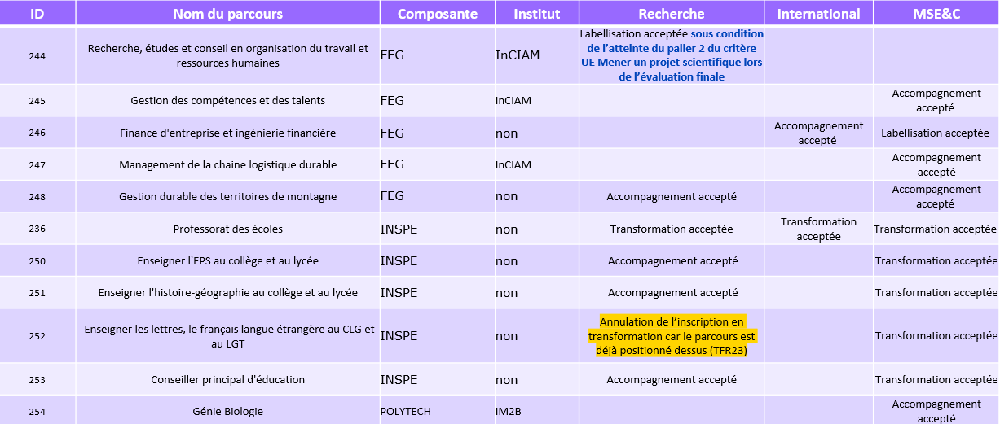 ID Nom du parcours Composante Institut Recherche International MSE&C
244 Recherche, études et conseil en organisation du travail et ressources humaines FEG InCIAM Labellisation acceptée sous condition de l'atteinte du palier 2 du critère UE Mener un projet scientifique lors de l'évaluation finale
245 Gestion des compétences et des talents FEG InCIAM Accompagnement accepté
246 Finance d'entreprise et ingénierie financière FEG non Accompagnement accepté Labellisation acceptée
247 Management de la chaine logistique durable FEG InCIAM Accompagnement accepté
248 Gestion durable des territoires de montagne FEG non Accompagnement accepté Accompagnement accepté
236 Professorat des écoles INSPE non Transformation acceptée Transformation acceptée Transformation acceptée
250 Enseigner l'EPS au collège et au lycée INSPE non Accompagnement accepté Transformation acceptée
251 Enseigner l'histoire-géographie au collège et au lycée INSPE non Accompagnement accepté Transformation acceptée
252 Enseigner les lettres, le français langue étrangère au CLG et au LGT INSPE non Annulation de l'inscription en transformation car le parcours est déjà positionné dessus (TFR23) Transformation acceptée
253 Conseiller principal d'éducation INSPE non Accompagnement accepté Transformation acceptée
254 Génie Biologie POLYTECH IM2B Accompagnement accepté